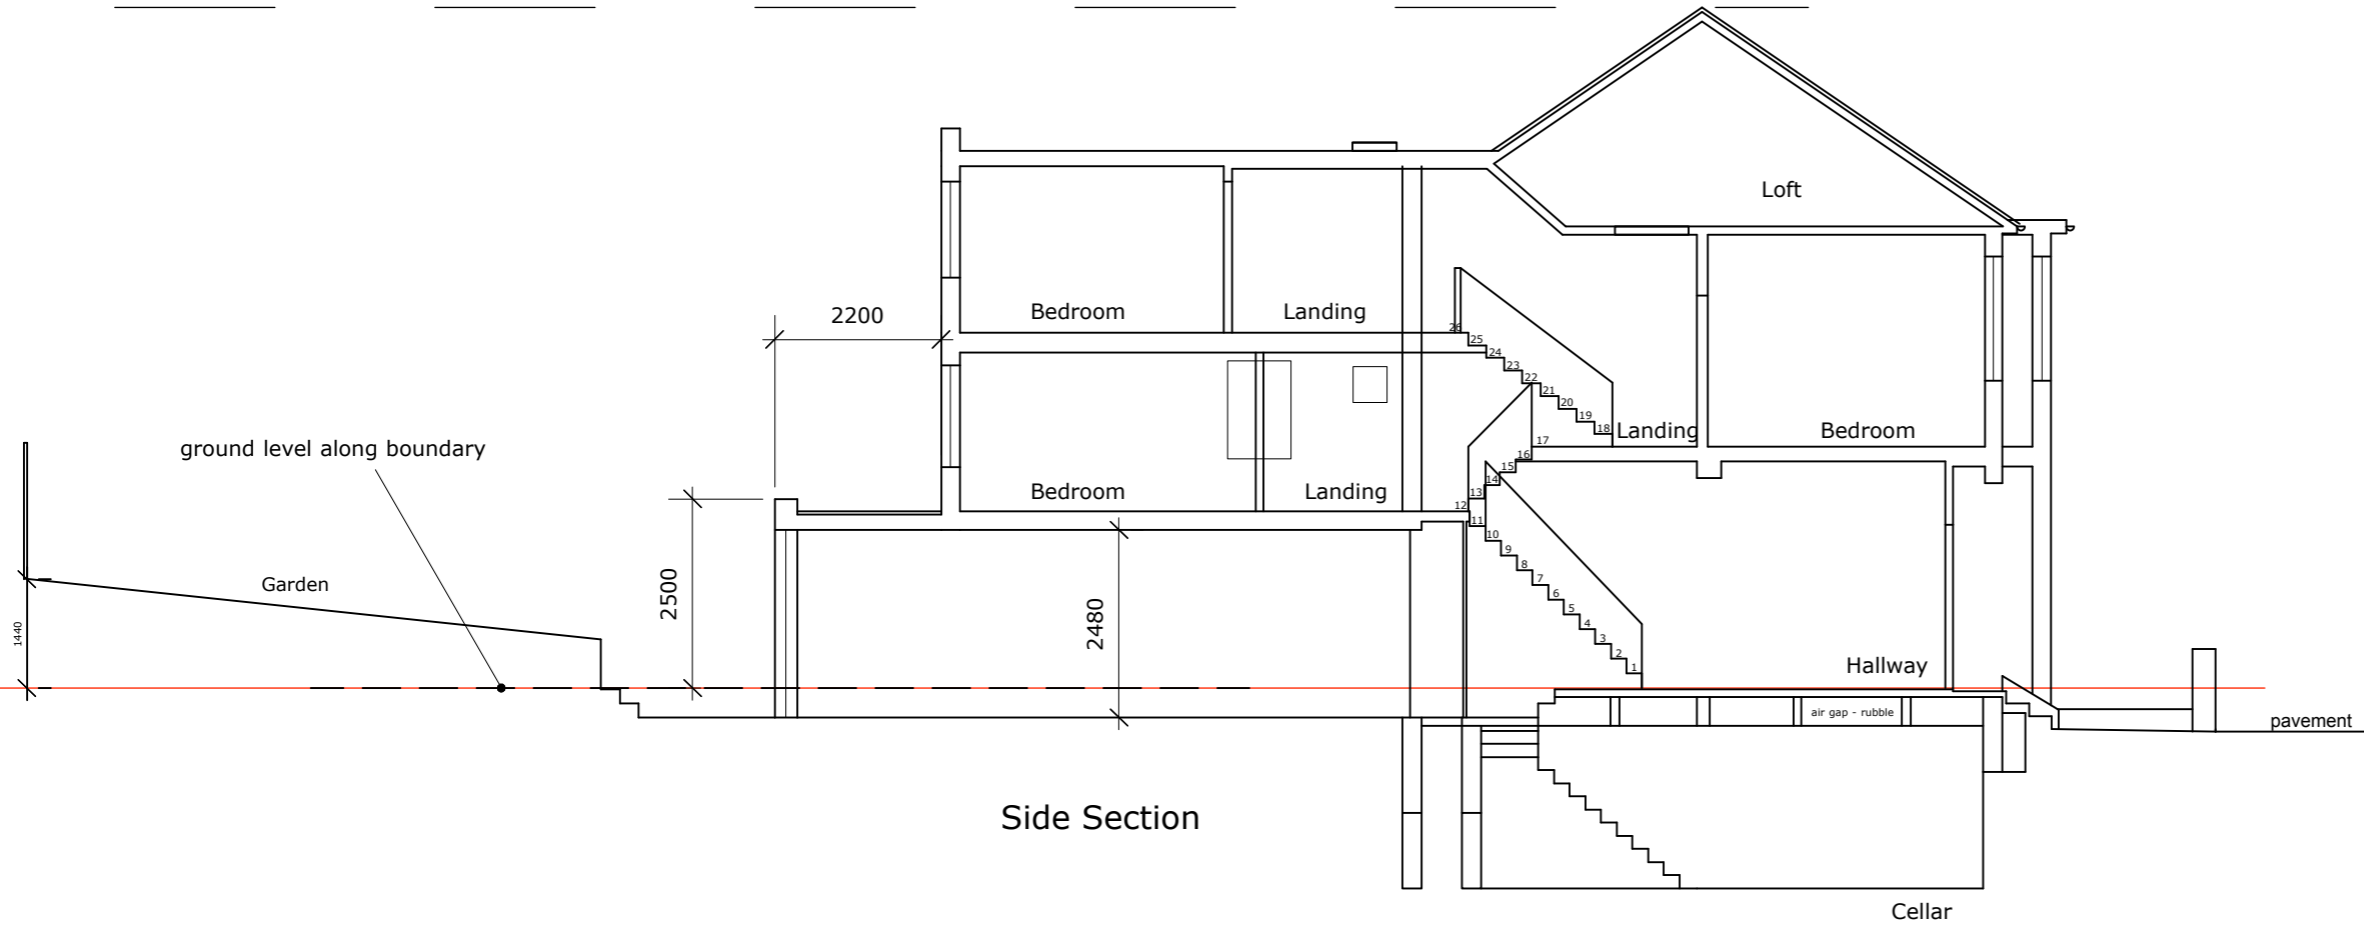 Loft
2200
Bedroom
Landing
26
25
24
23
22
21
20
19
18
Landing
Bedroom
17
16
15
14
13
12
11
10
9
8
7
6
5
4
3
2
1
ground level along boundary
Bedroom
Landing
2500
2480
Garden
1440
Hallway
air gap - rubble
pavement
Side Section
Cellar